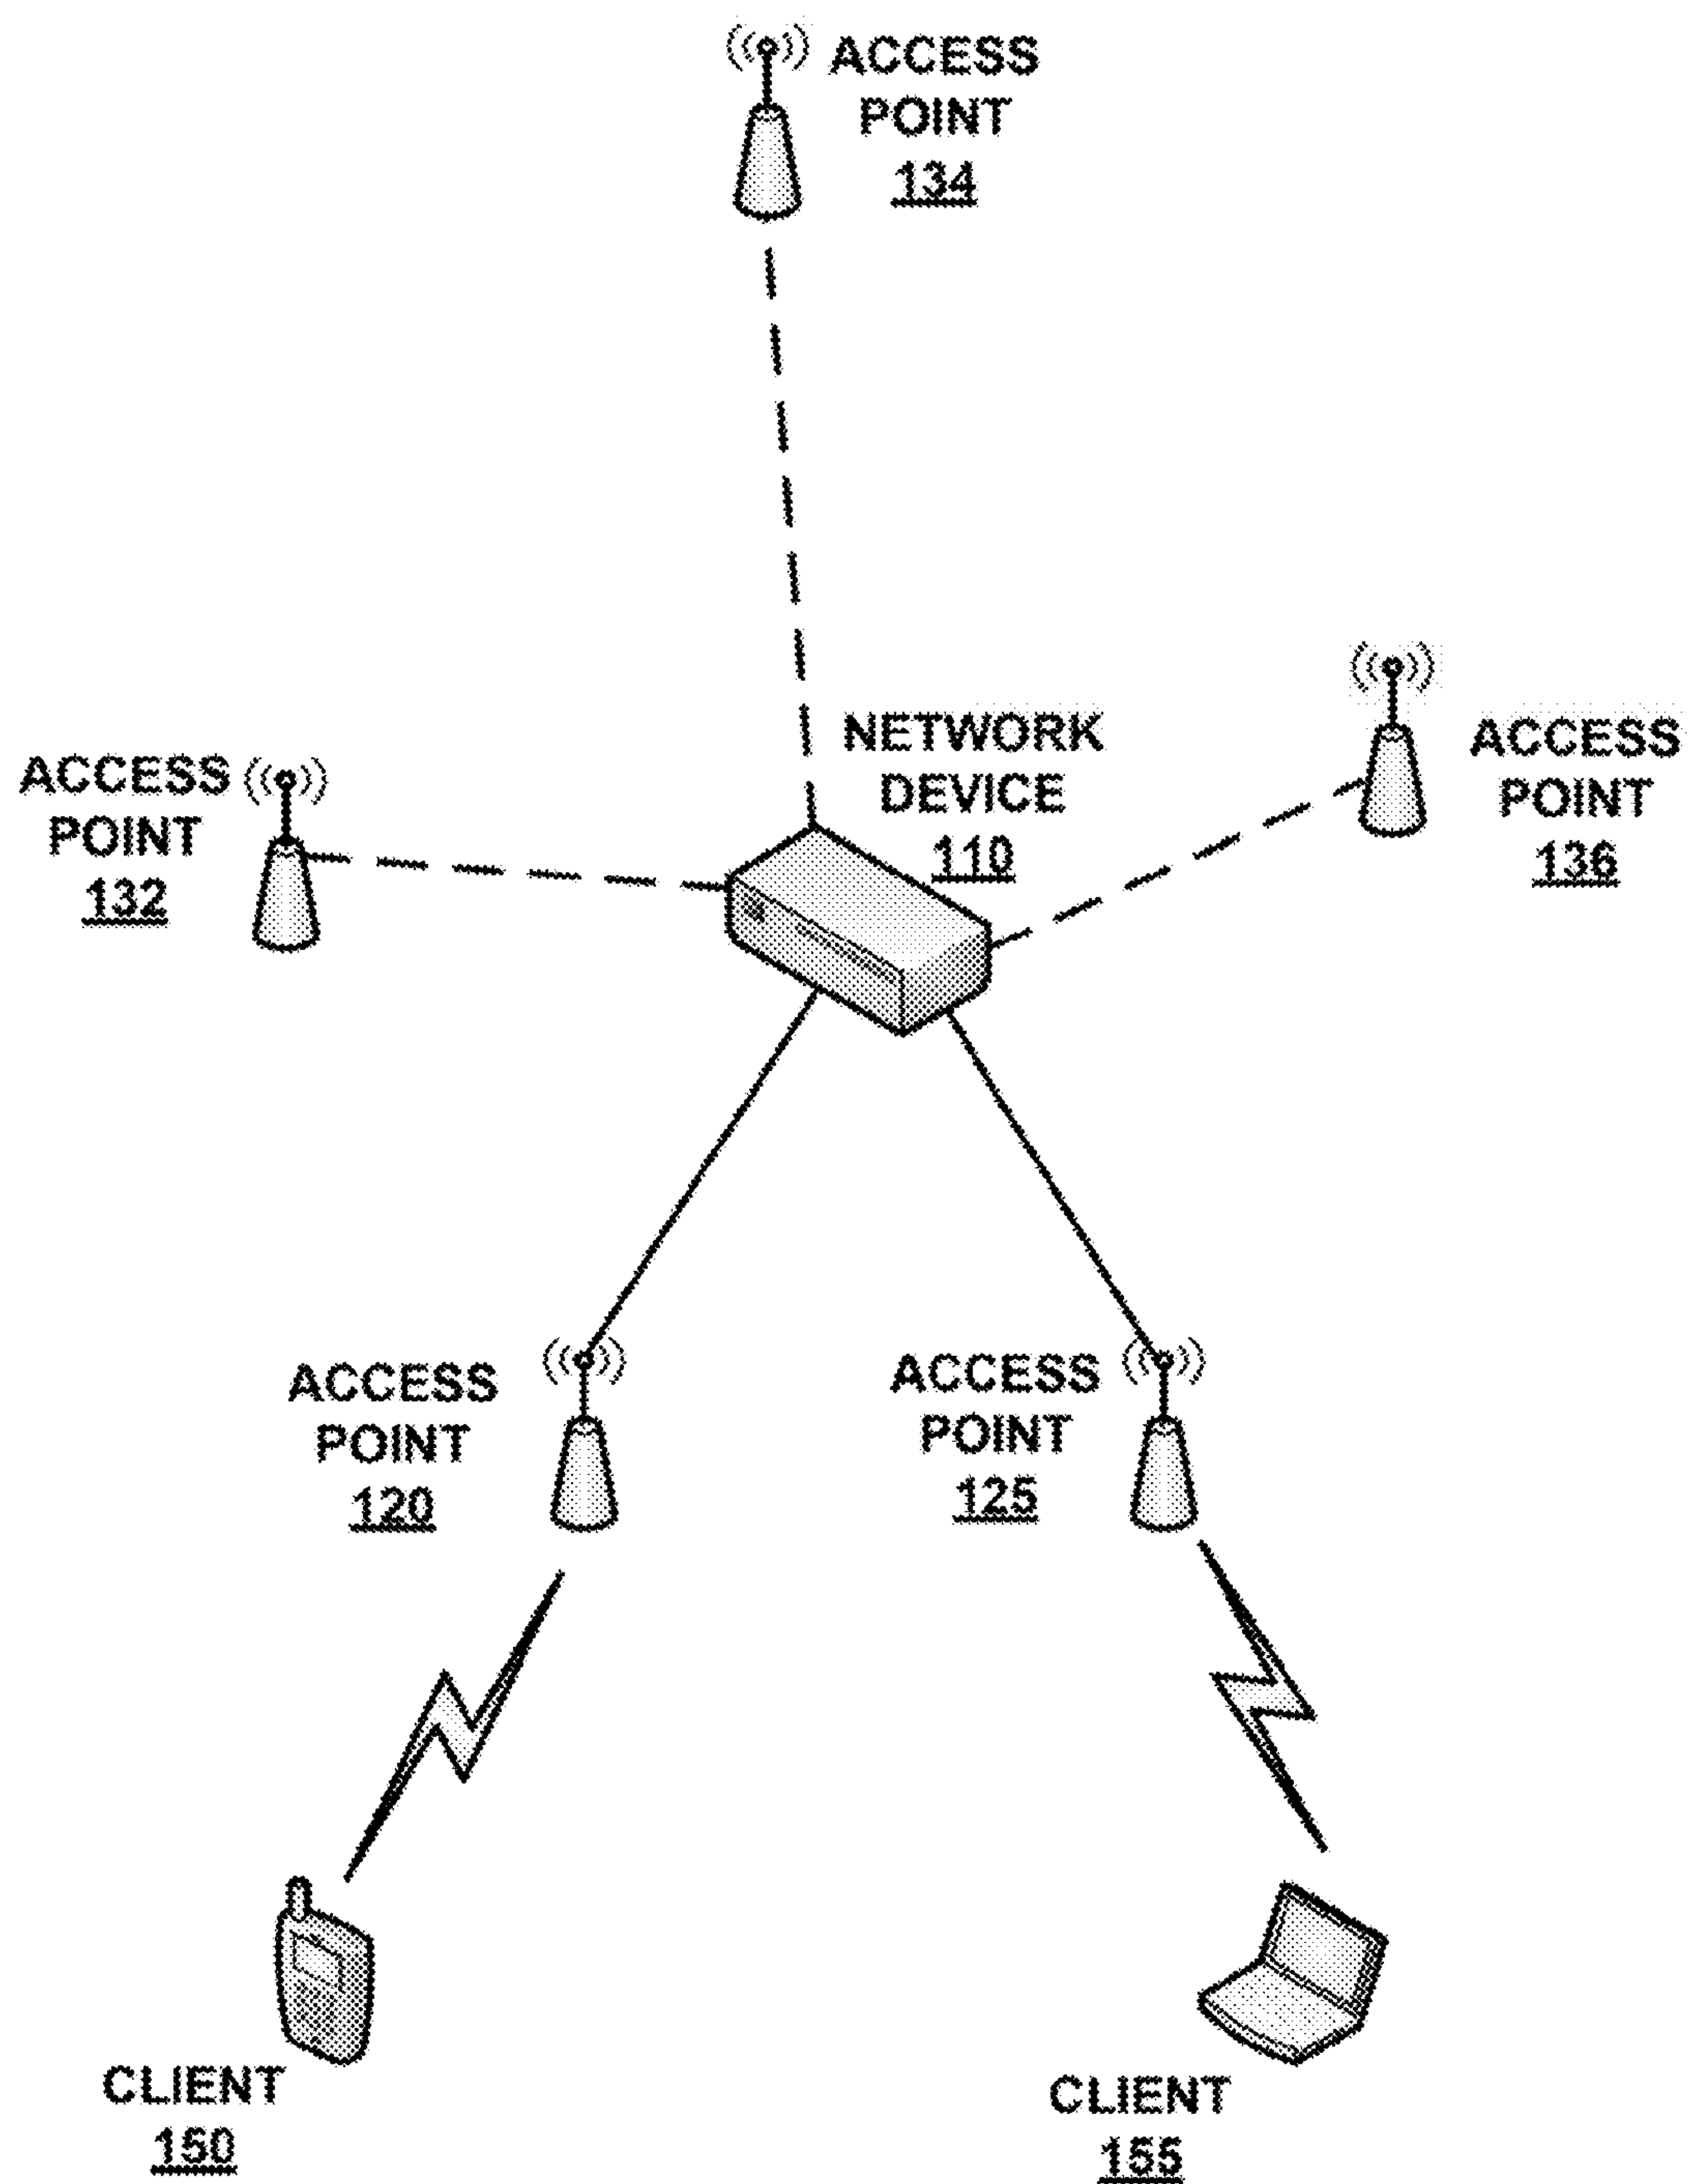 ACCESS
POINT
134
NETWORK
DEVICE
110
ACCESS
POINT
136
ACCESS
POINT
132
ACCESS
POINT
120
ACCESS
POINT
125
CLIENT
150
CLIENT
155